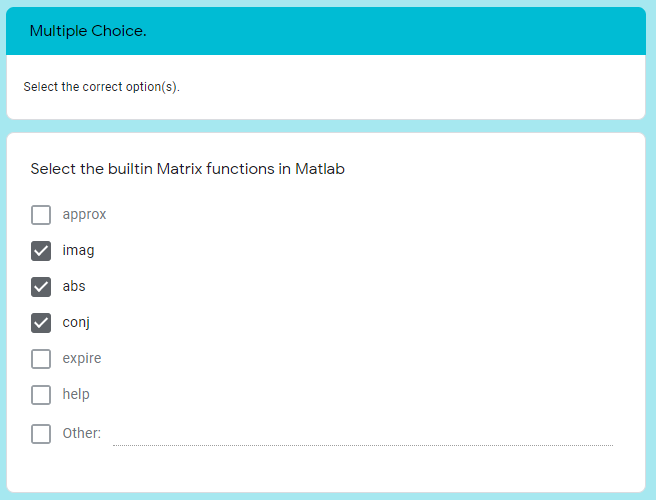 Multiple Choice.
Select the correct option(s).
Select the builtin Matrix functions in Matlab
approx
imag
abs
conj
expire
help
Other: